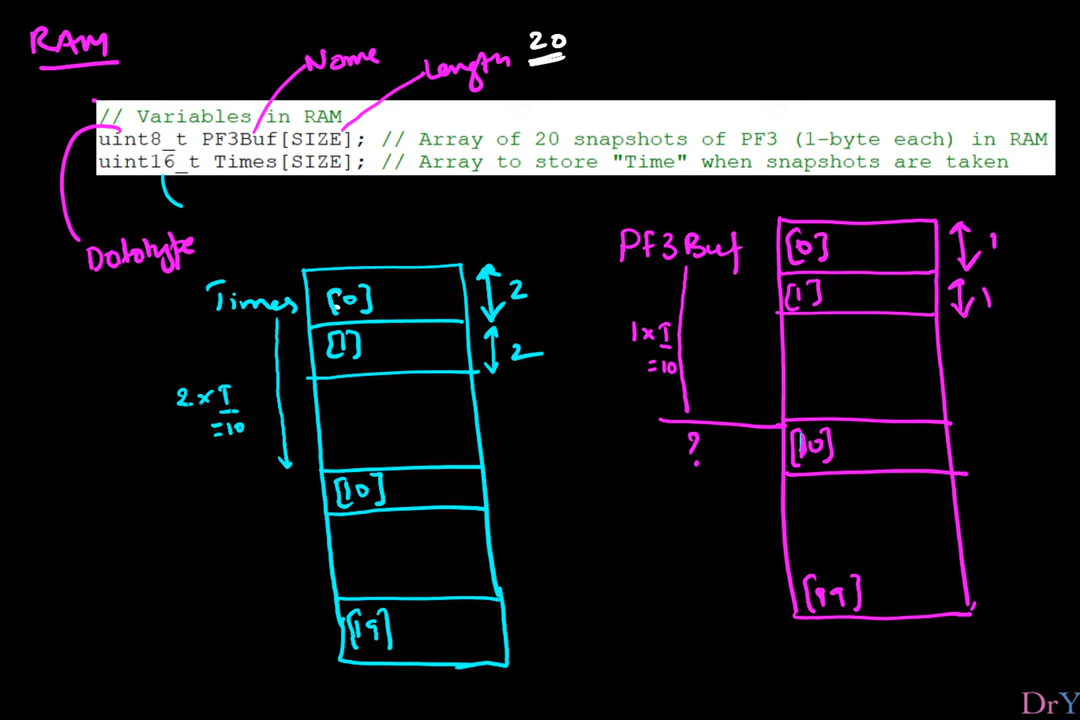 RAM
Name
Length
20
// Variables in RAM
uint8_t PF3Buf[SIZE]; // Array of 20 snapshots of PF3 (1-byte each) in RAM
uint16_t Times[SIZE]; // Array to store "Time" when snapshots are taken
Datatype
Times
[0]
2
[1]
2
2 x I
= 10
[10]
[19]
PF3Buf
[0]
1
[1]
1
1 x I
= 10
?
[10]
[19]
DrY